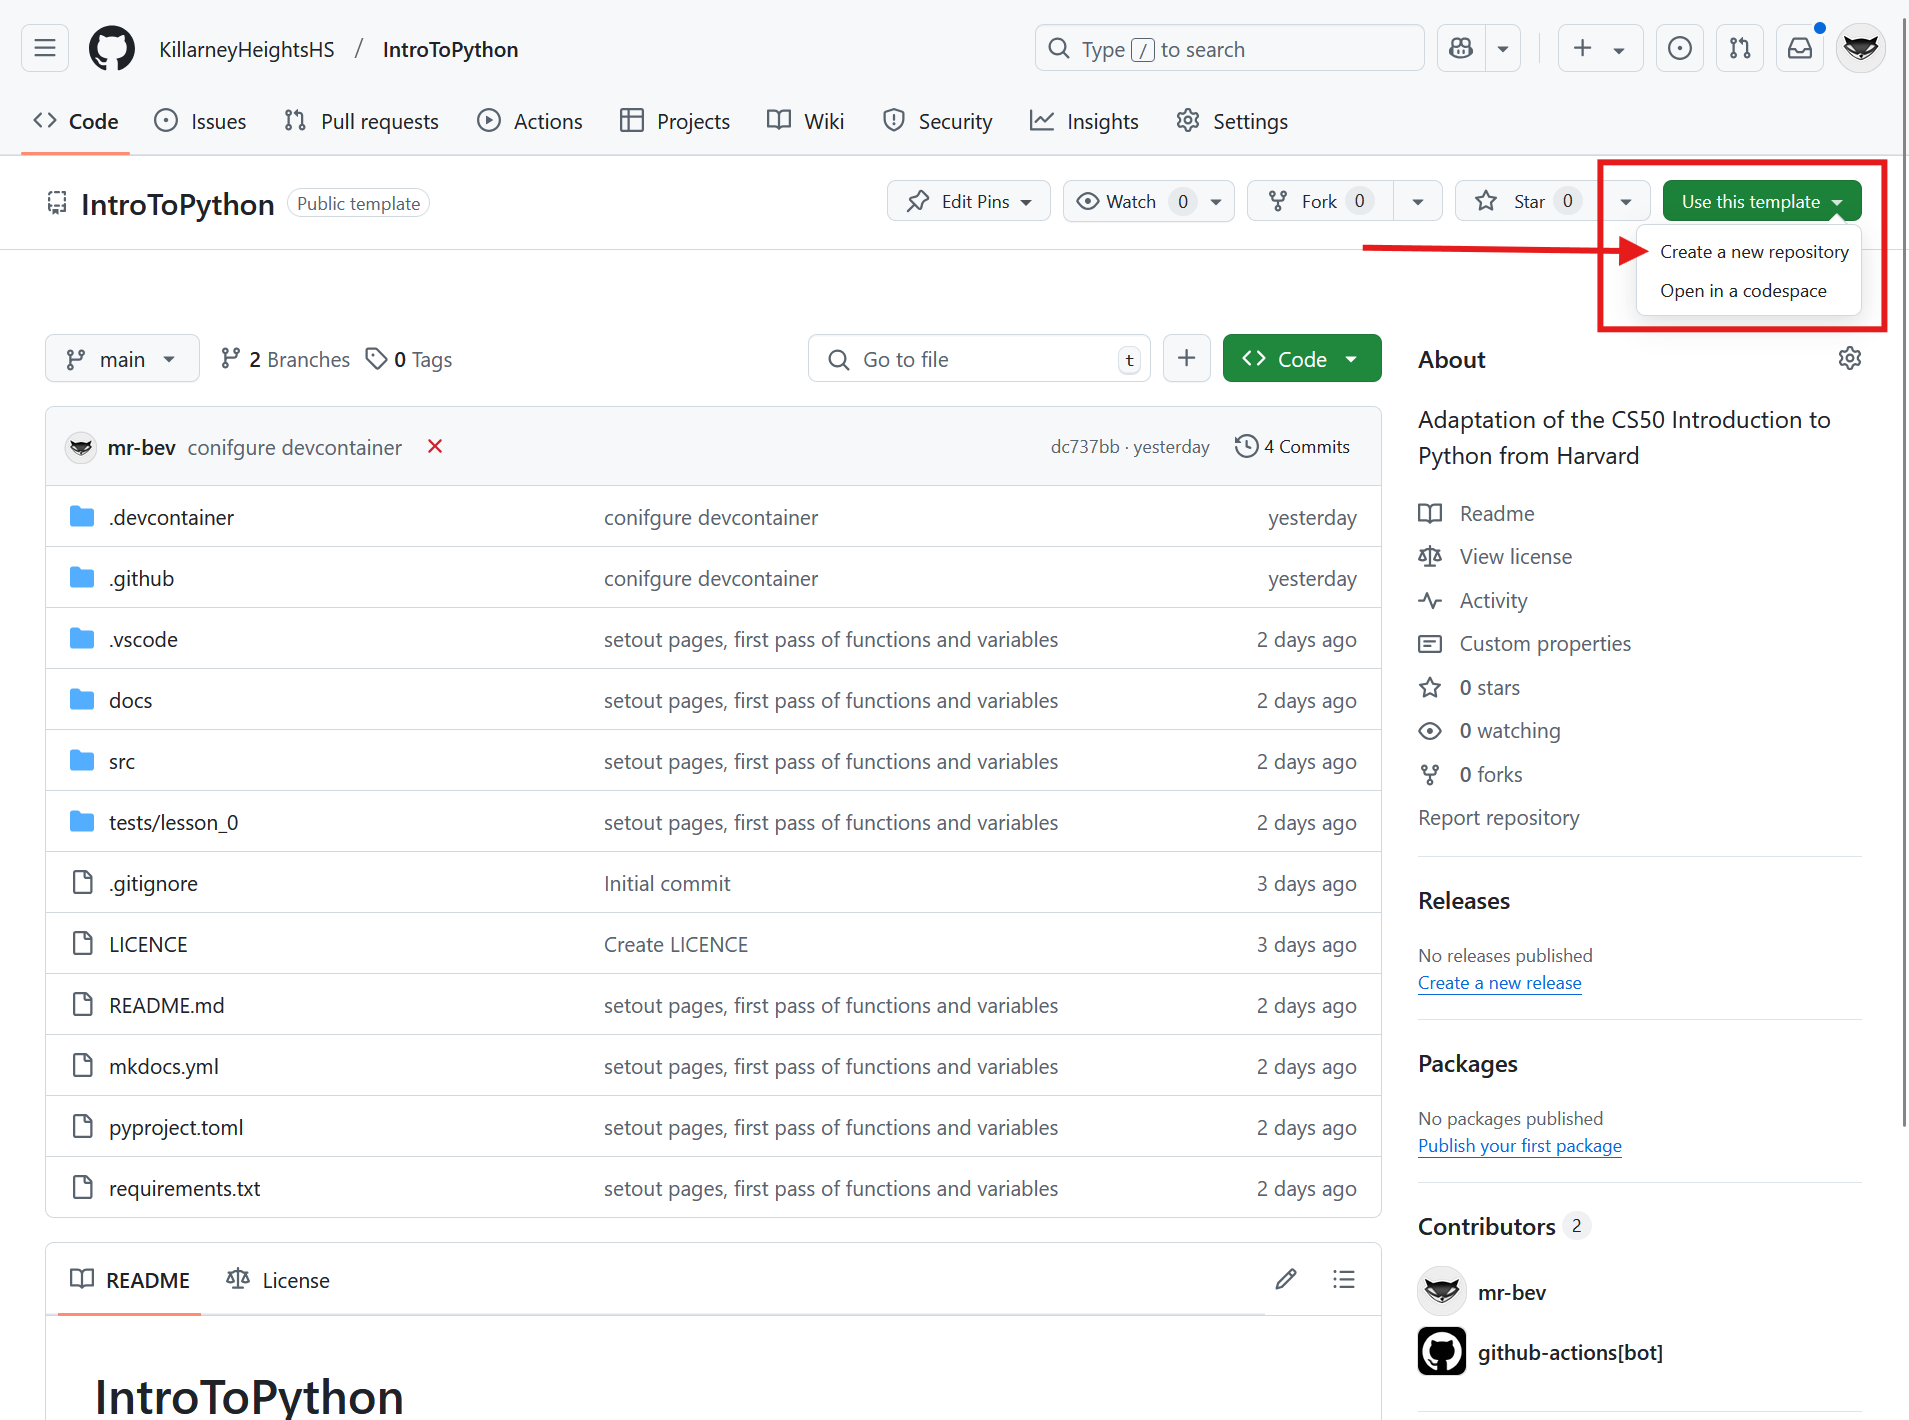 KillarneyHeightsHS / IntroToPython
Type / to search
Code Issues Pull requests Actions Projects Wiki Security Insights Settings
IntroToPython Public template
Edit Pins Watch 0 Fork 0 Star 0 Use this template
Create a new repository
Open in a codespace
main 2 Branches 0 Tags Go to file t Code
mr-bev conifgure devcontainer dc737bb · yesterday 4 Commits
.devcontainer conifgure devcontainer yesterday
.github conifgure devcontainer yesterday
.vscode setout pages, first pass of functions and variables 2 days ago
docs setout pages, first pass of functions and variables 2 days ago
src setout pages, first pass of functions and variables 2 days ago
tests/lesson_0 setout pages, first pass of functions and variables 2 days ago
.gitignore Initial commit 3 days ago
LICENCE Create LICENCE 3 days ago
README.md setout pages, first pass of functions and variables 2 days ago
mkdocs.yml setout pages, first pass of functions and variables 2 days ago
pyproject.toml setout pages, first pass of functions and variables 2 days ago
requirements.txt setout pages, first pass of functions and variables 2 days ago
README License
IntroToPython
About
Adaptation of the CS50 Introduction to
Python from Harvard
Readme
View license
Activity
Custom properties
0 stars
0 watching
0 forks
Report repository
Releases
No releases published
Create a new release
Packages
No packages published
Publish your first package
Contributors 2
mr-bev
github-actions[bot]